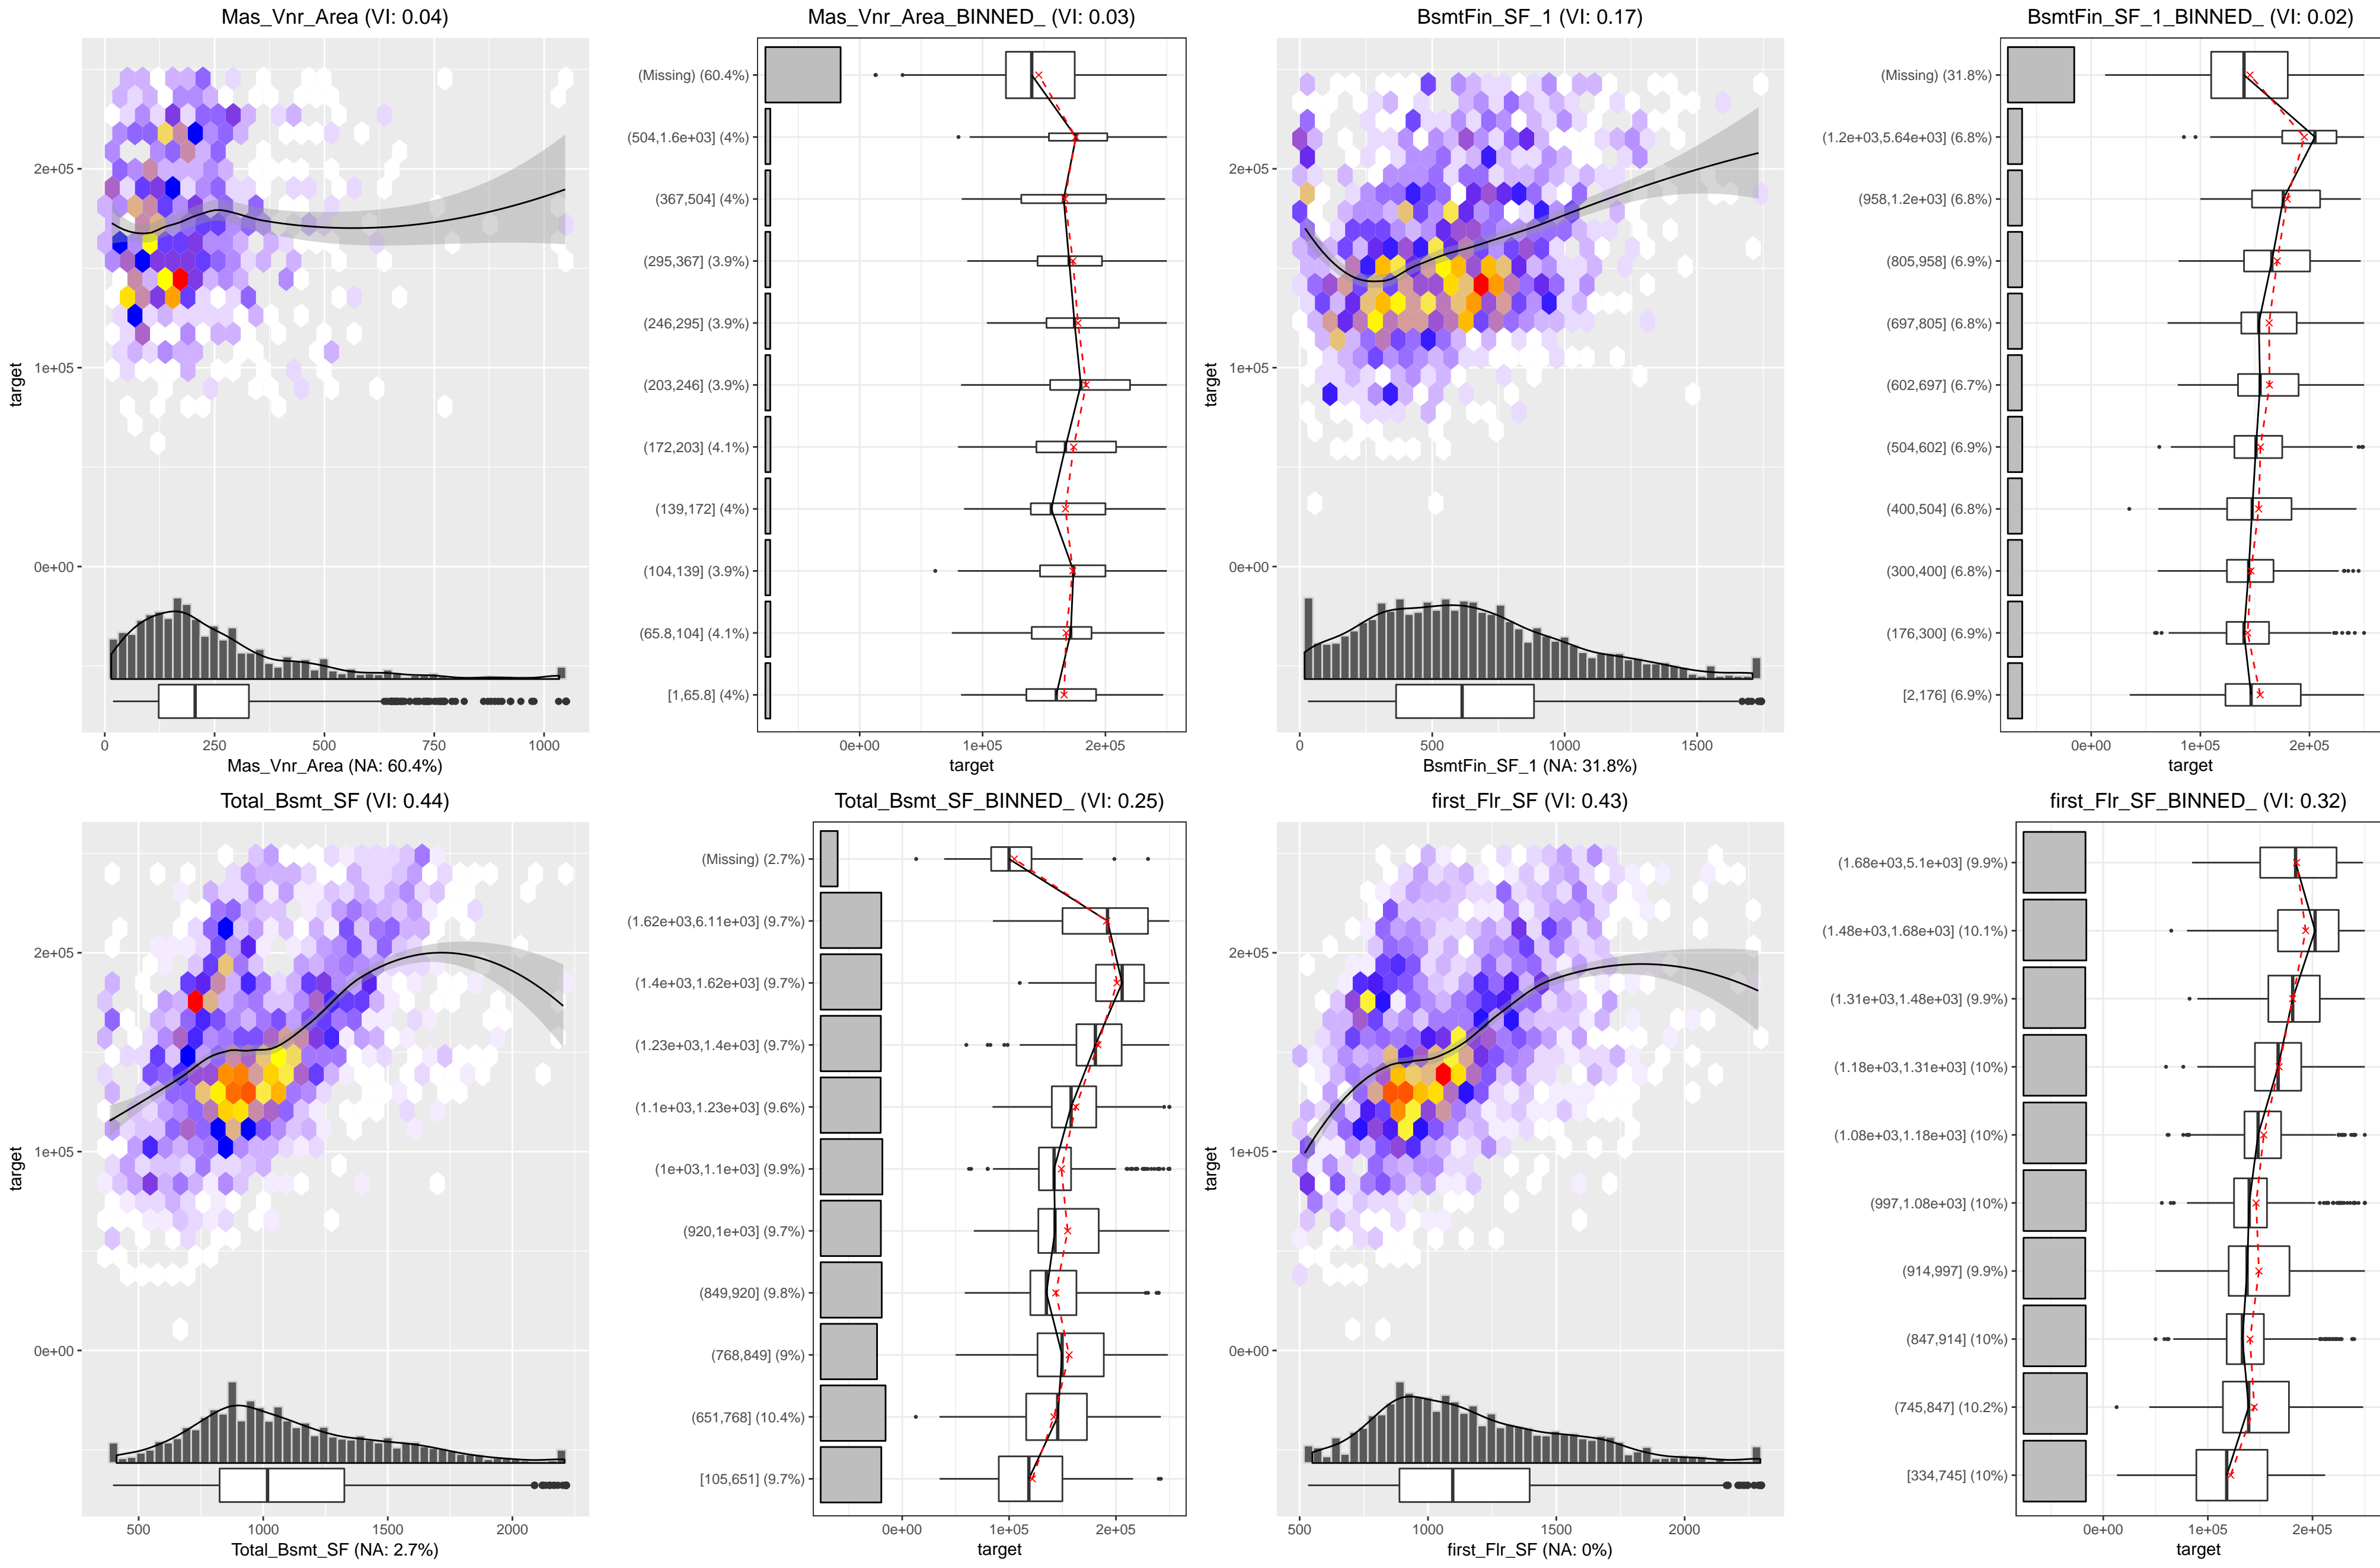 Mas_Vnr_Area (VI: 0.04)
target
2e+05
1e+05
0e+00
0 250 500 750 1000
Mas_Vnr_Area (NA: 60.4%)
Mas_Vnr_Area_BINNED_ (VI: 0.03)
(Missing) (60.4%)
(504,1.6e+03] (4%)
(367,504] (4%)
(295,367] (3.9%)
(246,295] (3.9%)
(203,246] (3.9%)
(172,203] (4.1%)
(139,172] (4%)
(104,139] (3.9%)
(65.8,104] (4.1%)
[1,65.8] (4%)
0e+00 1e+05 2e+05
target
BsmtFin_SF_1 (VI: 0.17)
target
2e+05
1e+05
0e+00
0 500 1000 1500
BsmtFin_SF_1 (NA: 31.8%)
BsmtFin_SF_1_BINNED_ (VI: 0.02)
(Missing) (31.8%)
(1.2e+03,5.64e+03] (6.8%)
(958,1.2e+03] (6.8%)
(805,958] (6.9%)
(697,805] (6.8%)
(602,697] (6.7%)
(504,602] (6.9%)
(400,504] (6.8%)
(300,400] (6.8%)
(176,300] (6.9%)
[2,176] (6.9%)
0e+00 1e+05 2e+05
target
Total_Bsmt_SF (VI: 0.44)
target
2e+05
1e+05
0e+00
500 1000 1500 2000
Total_Bsmt_SF (NA: 2.7%)
Total_Bsmt_SF_BINNED_ (VI: 0.25)
(Missing) (2.7%)
(1.62e+03,6.11e+03] (9.7%)
(1.4e+03,1.62e+03] (9.7%)
(1.23e+03,1.4e+03] (9.7%)
(1.1e+03,1.23e+03] (9.6%)
(1e+03,1.1e+03] (9.9%)
(920,1e+03] (9.7%)
(849,920] (9.8%)
(768,849] (9%)
(651,768] (10.4%)
[105,651] (9.7%)
0e+00 1e+05 2e+05
target
first_Flr_SF (VI: 0.43)
target
2e+05
1e+05
0e+00
500 1000 1500 2000
first_Flr_SF (NA: 0%)
first_Flr_SF_BINNED_ (VI: 0.32)
(1.68e+03,5.1e+03] (9.9%)
(1.48e+03,1.68e+03] (10.1%)
(1.31e+03,1.48e+03] (9.9%)
(1.18e+03,1.31e+03] (10%)
(1.08e+03,1.18e+03] (10%)
(997,1.08e+03] (10%)
(914,997] (9.9%)
(847,914] (10%)
(745,847] (10.2%)
[334,745] (10%)
0e+00 1e+05 2e+05
target